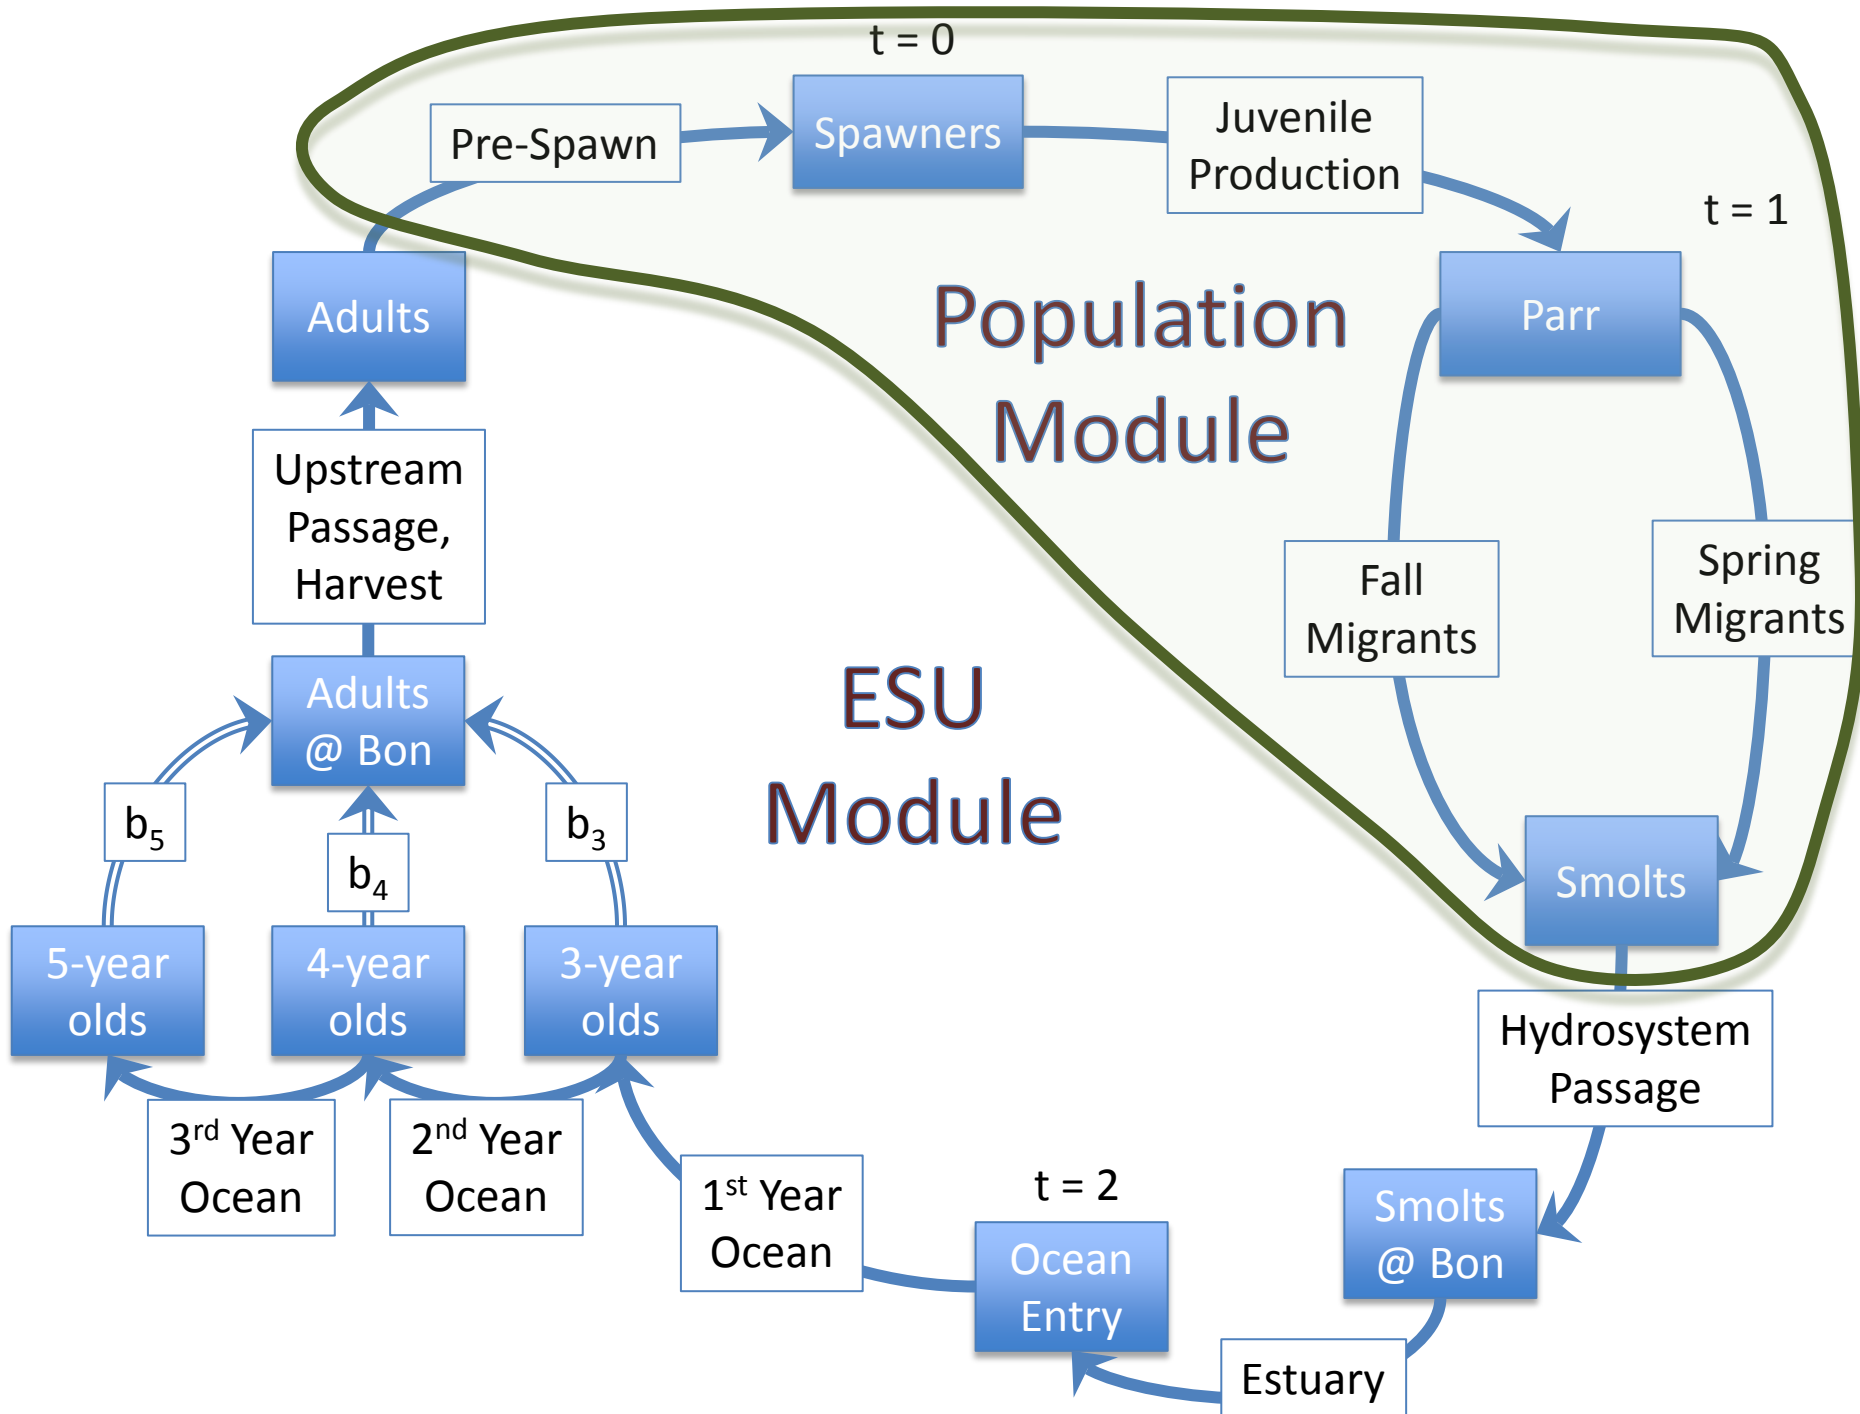 t = 0
Pre-Spawn
Spawners
Juvenile
Production
t = 1
Adults
Population
Module
Parr
Upstream
Passage,
Harvest
Fall
Migrants
Spring
Migrants
Adults
@ Bon
ESU
Module
b5
b4
b3
Smolts
5-year
olds
4-year
olds
3-year
olds
Hydrosystem
Passage
3rd Year
Ocean
2nd Year
Ocean
1st Year
Ocean
t = 2
Ocean
Entry
Smolts
@ Bon
Estuary